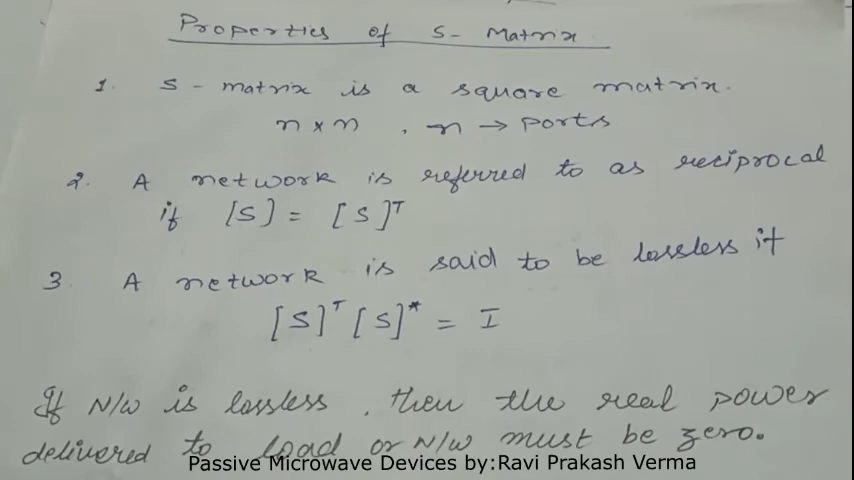 Properties of S- Matrix
1. S - matrix is a square matrix.
n x n , n → ports
2. A network is referred to as reciprocal
if [S] = [S]ᵀ
3. A network is said to be lossless if
[S]ᵀ [S]* = I
If N/W is lossless, then the real power
delivered to load or N/W must be zero.
Passive Microwave Devices by:Ravi Prakash Verma